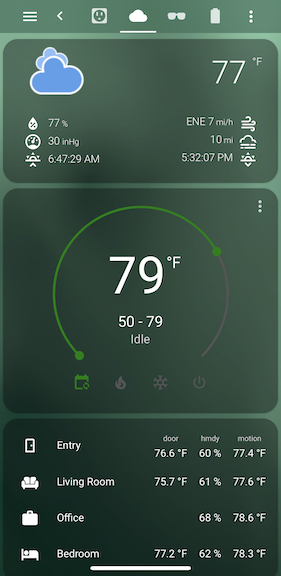 77 °F
77 %
ENE 7 mi/h
30 inHg
10 mi
6:47:29 AM
5:32:07 PM
79 °F
50 - 79
Idle
door hmdy motion
Entry 76.6 °F 60 % 77.4 °F
Living Room 75.7 °F 61 % 77.6 °F
Office 68 % 78.6 °F
Bedroom 77.2 °F 62 % 78.3 °F